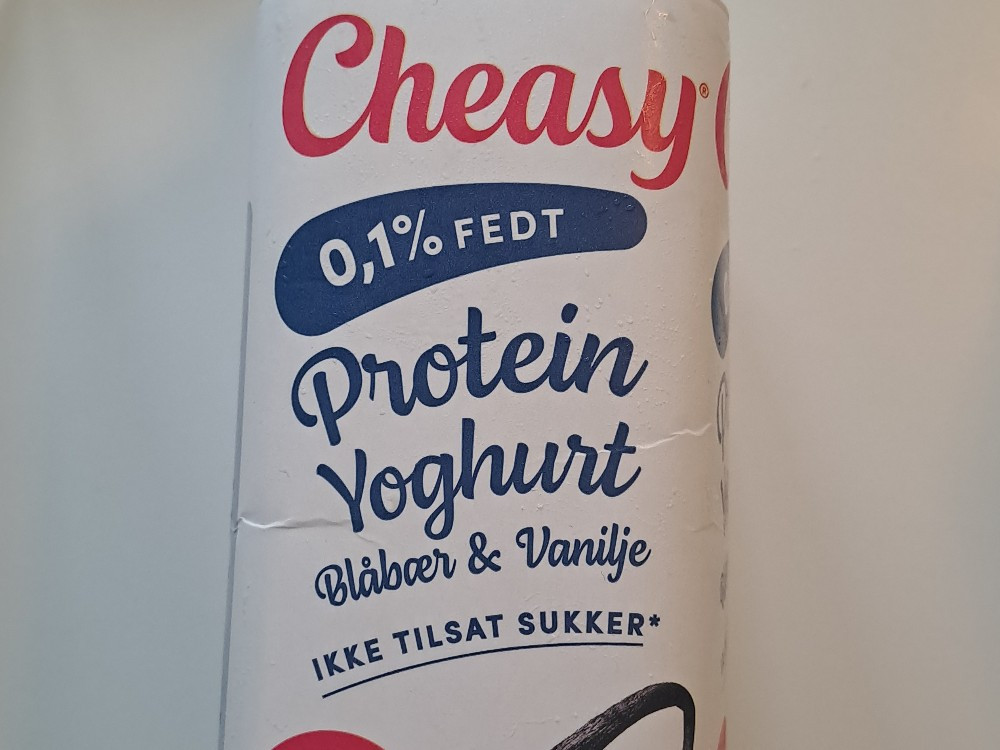 Cheasy®
0,1% FEDT
Protein
Yoghurt
Blåbær & Vanilje
IKKE TILSAT SUKKER*